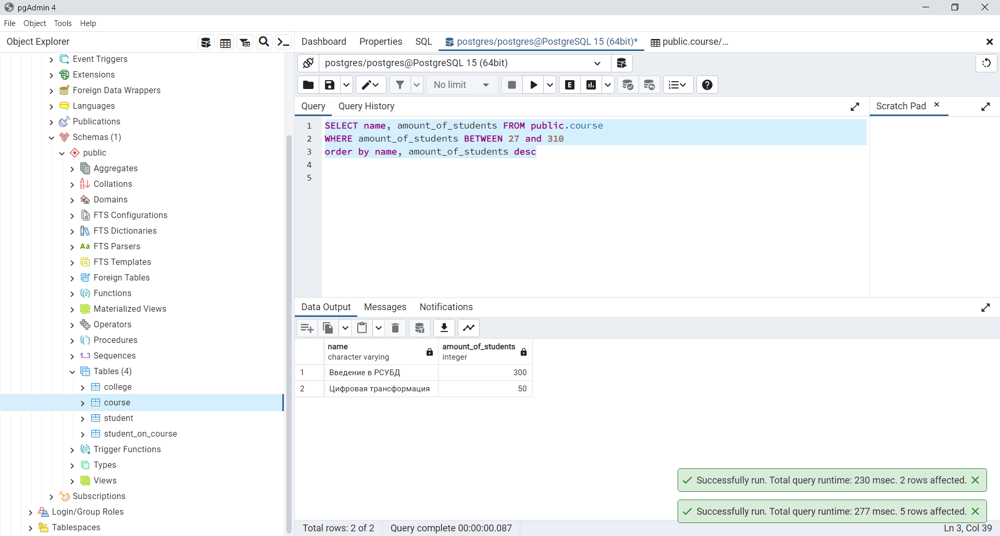 pgAdmin 4
File Object Tools Help
Object Explorer
Dashboard Properties SQL postgres/postgres@PostgreSQL 15 (64bit)* public.course/...
postgres/postgres@PostgreSQL 15 (64bit)
No limit
Query Query History
Scratch Pad
1 SELECT name, amount_of_students FROM public.course
2 WHERE amount_of_students BETWEEN 27 and 310
3 order by name, amount_of_students desc
4
5
Event Triggers
Extensions
Foreign Data Wrappers
Languages
Publications
Schemas (1)
public
Aggregates
Collations
Domains
FTS Configurations
FTS Dictionaries
Aa FTS Parsers
FTS Templates
Foreign Tables
Functions
Materialized Views
Operators
Procedures
1..3 Sequences
Tables (4)
college
course
student
student_on_course
Trigger Functions
Types
Views
Subscriptions
Login/Group Roles
Tablespaces
Data Output Messages Notifications
name amount_of_students
character varying integer
1 Введение в РСУБД 300
2 Цифровая трансформация 50
Successfully run. Total query runtime: 230 msec. 2 rows affected.
Successfully run. Total query runtime: 277 msec. 5 rows affected.
Total rows: 2 of 2 Query complete 00:00:00.087 Ln 3, Col 39